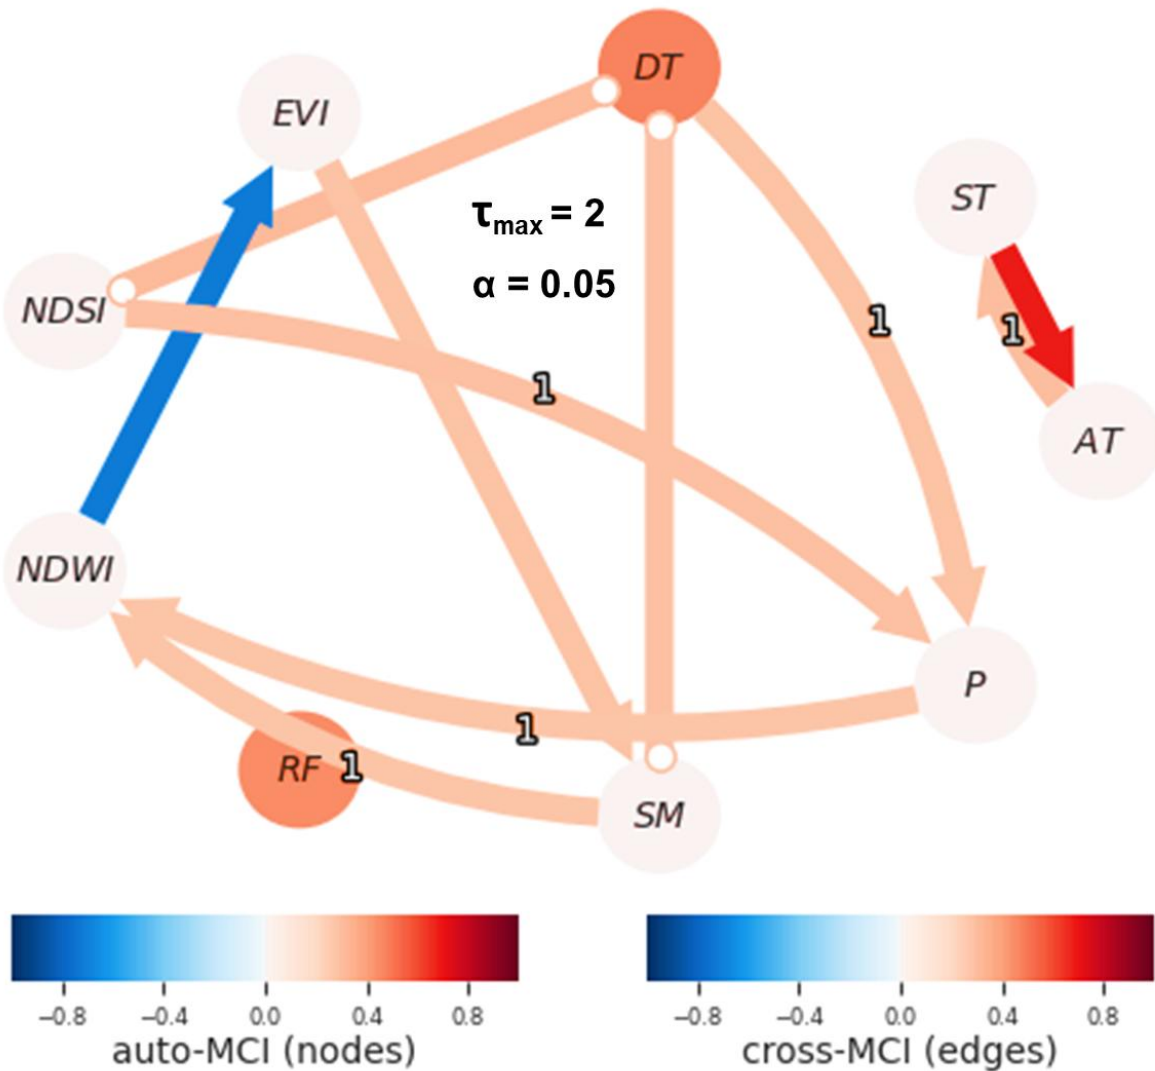 DT
EVI
ST
τmax = 2
α = 0.05
NDSI
1
1
1
AT
NDWI
P
1
RF
1
SM
−0.8 −0.4 0.0 0.4 0.8
auto-MCI (nodes)
−0.8 −0.4 0.0 0.4 0.8
cross-MCI (edges)